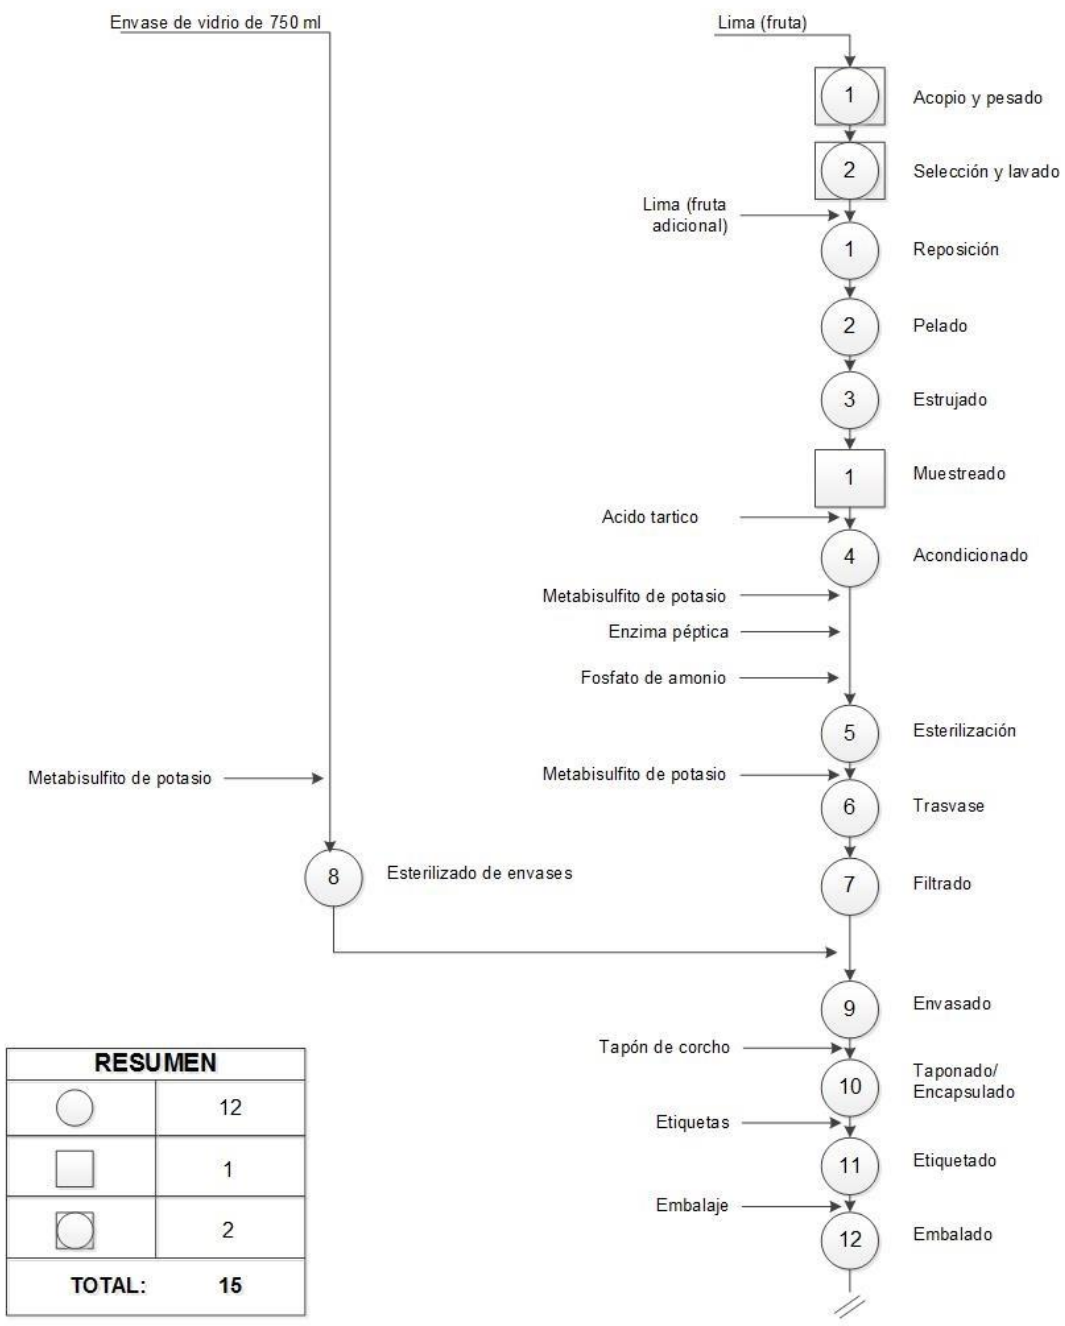 Envase de vidrio de 750 ml
Lima (fruta)
1
Acopio y pesado
2
Selección y lavado
Lima (fruta
adicional)
1
Reposición
2
Pelado
3
Estrujado
1
Muestreado
Acido tartico
4
Acondicionado
Metabisulfito de potasio
Enzima péptica
Fosfato de amonio
5
Esterilización
Metabisulfito de potasio
Metabisulfito de potasio
6
Trasvase
8
Esterilizado de envases
7
Filtrado
9
Envasado
Tapón de corcho
10
Taponado/
Encapsulado
Etiquetas
11
Etiquetado
Embalaje
12
Embalado
RESUMEN
12
1
2
TOTAL: 15